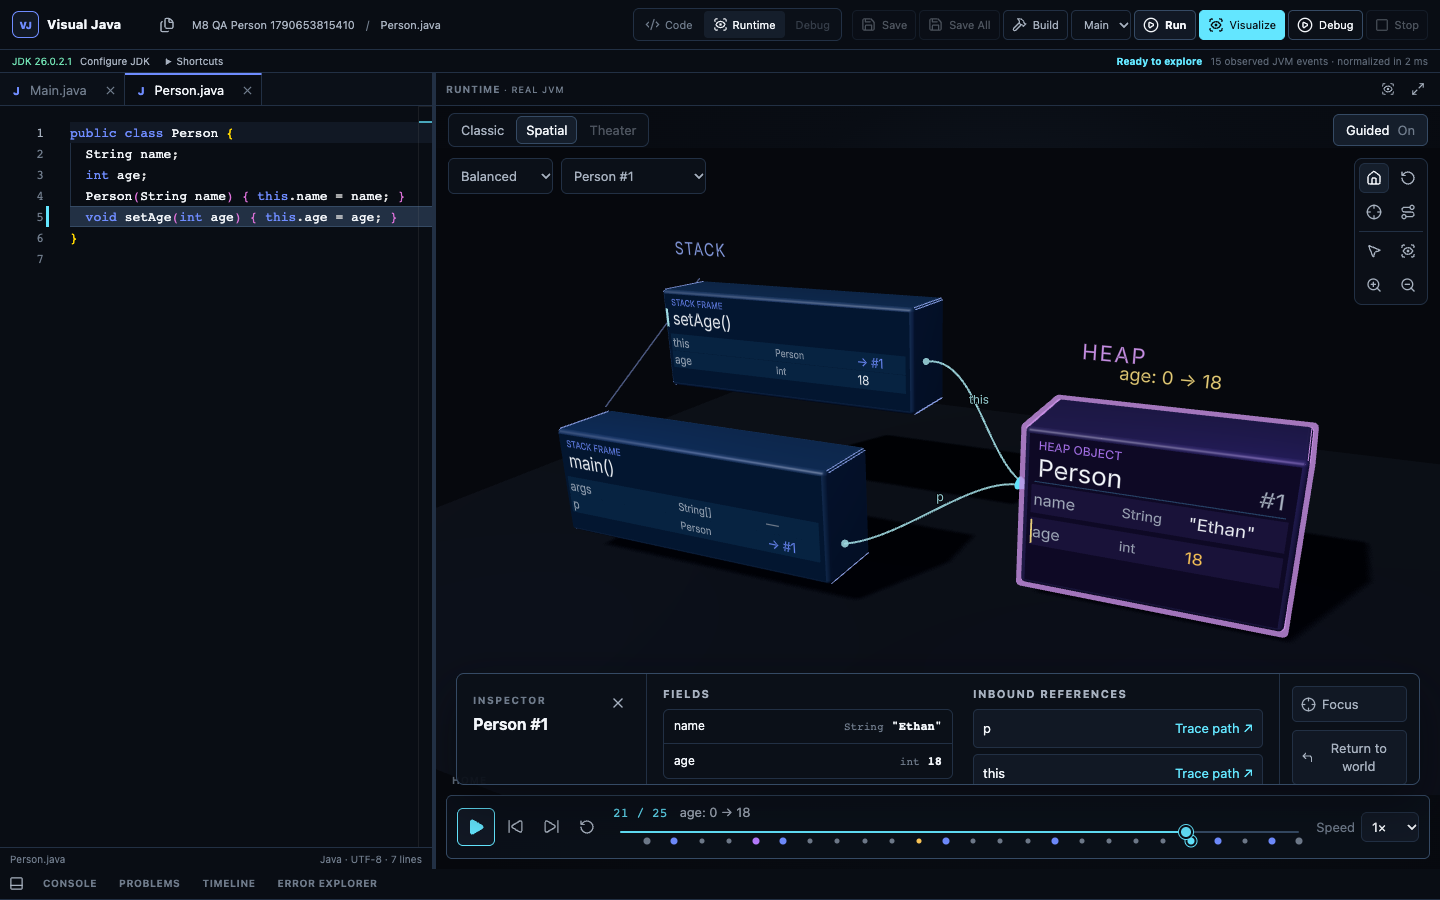 VJ Visual Java M8 QA Person 1790653815410 / Person.java Code Runtime Debug Save Save All Build Main Run Visualize Debug Stop
JDK 26.0.2.1 Configure JDK Shortcuts Ready to explore 15 observed JVM events · normalized in 2 ms
J Main.java J Person.java
1 public class Person {
2 String name;
3 int age;
4 Person(String name) { this.name = name; }
5 void setAge(int age) { this.age = age; }
6 }
7
Person.java Java · UTF-8 · 7 lines
RUNTIME · REAL JVM
Classic Spatial Theater Guided On
Balanced Person #1
STACK
STACK FRAME
setAge()
this Person → #1
age int 18
STACK FRAME
main()
args String[] —
p Person → #1
this
p
HEAP
age: 0 → 18
HEAP OBJECT
Person #1
name String "Ethan"
age int 18
INSPECTOR
Person #1
FIELDS
name String "Ethan"
age int 18
INBOUND REFERENCES
p Trace path ↗
this Trace path ↗
Focus
Return to
world
21 / 25 age: 0 → 18
Speed 1×
CONSOLE PROBLEMS TIMELINE ERROR EXPLORER